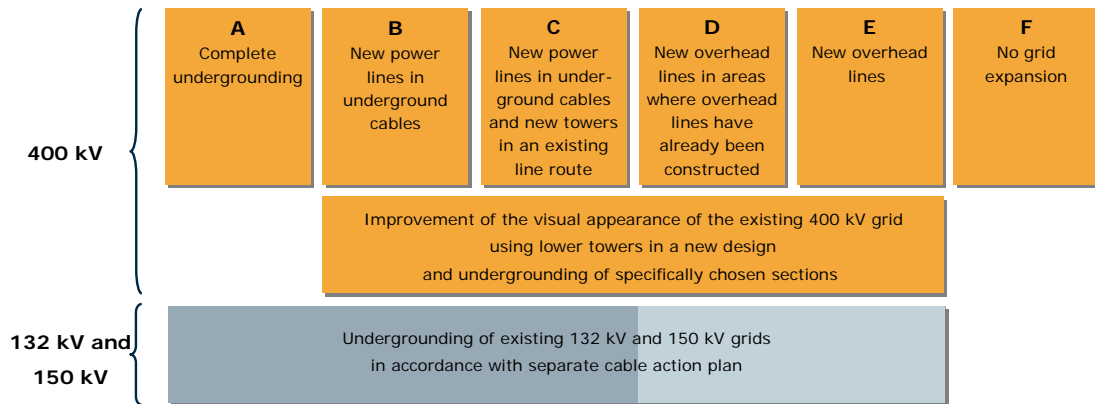 400 kV
A
Complete
undergrounding
B
New power
lines in
underground
cables
C
New power
lines in under-
ground cables
and new towers
in an existing
line route
D
New overhead
lines in areas
where overhead
lines have
already been
constructed
E
New overhead
lines
F
No grid
expansion
Improvement of the visual appearance of the existing 400 kV grid
using lower towers in a new design
and undergrounding of specifically chosen sections
132 kV and
150 kV
Undergrounding of existing 132 kV and 150 kV grids
in accordance with separate cable action plan